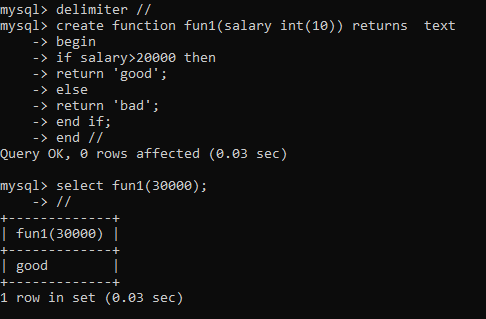 mysql> delimiter //
mysql> create function fun1(salary int(10)) returns  text
    -> begin
    -> if salary>20000 then
    -> return 'good';
    -> else
    -> return 'bad';
    -> end if;
    -> end //
Query OK, 0 rows affected (0.03 sec)

mysql> select fun1(30000);
    -> //
+-------------+
| fun1(30000) |
+-------------+
| good        |
+-------------+
1 row in set (0.03 sec)